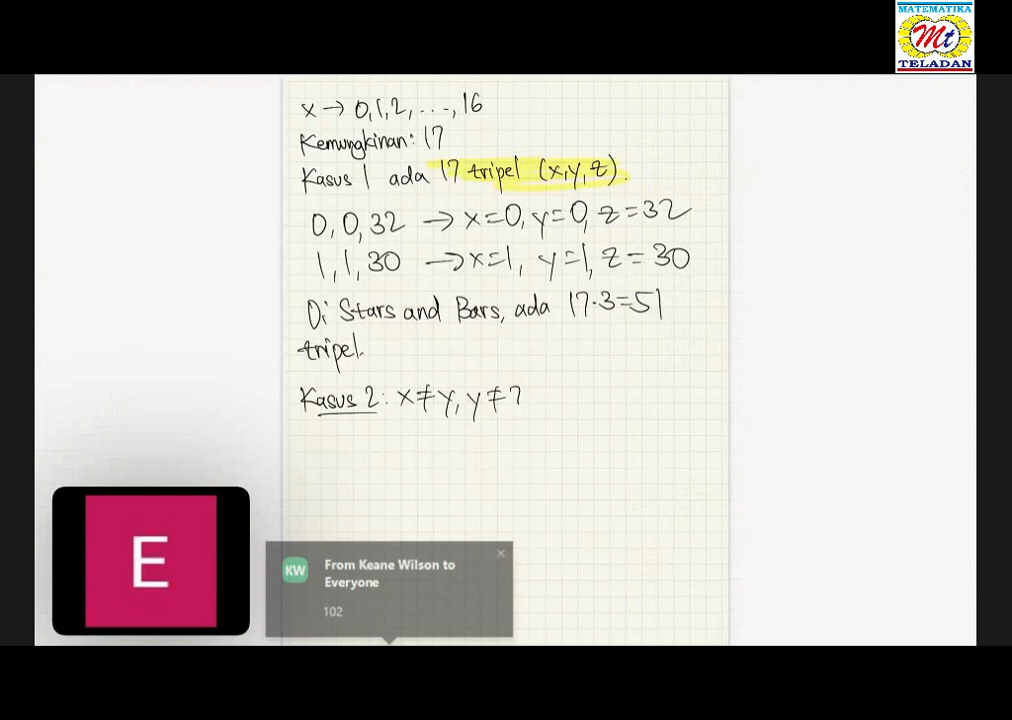 MATEMATIKA
Mt
TELADAN
x → 0,1,2,...,16
Kemungkinan: 17
Kasus 1 ada 17 tripel (x,y,z).
0, 0, 32 → x=0, y=0, z=32
1, 1, 30 → x=1, y=1, z=30
Di Stars and Bars, ada 17·3=51
tripel.
Kasus 2: x≠y, y≠
E
KW
From Keane Wilson to
Everyone
×
102